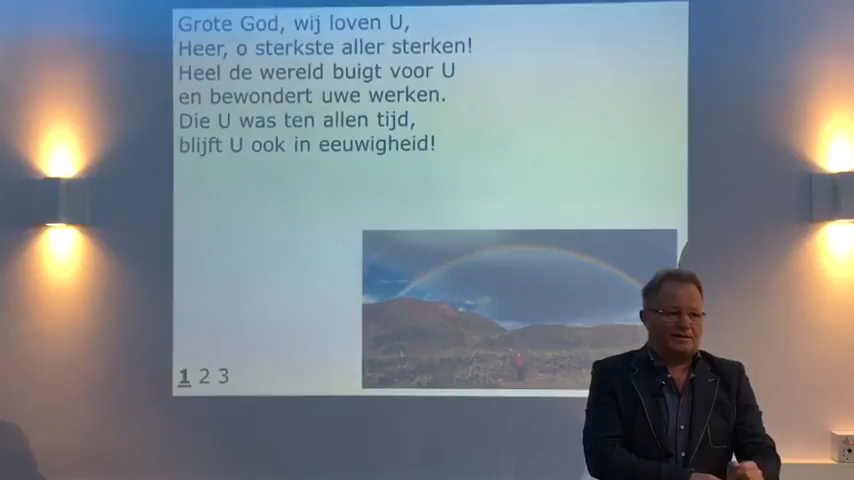 Grote God, wij loven U,
Heer, o sterkste aller sterken!
Heel de wereld buigt voor U
en bewondert uwe werken.
Die U was ten allen tijd,
blijft U ook in eeuwigheid!
1 2 3